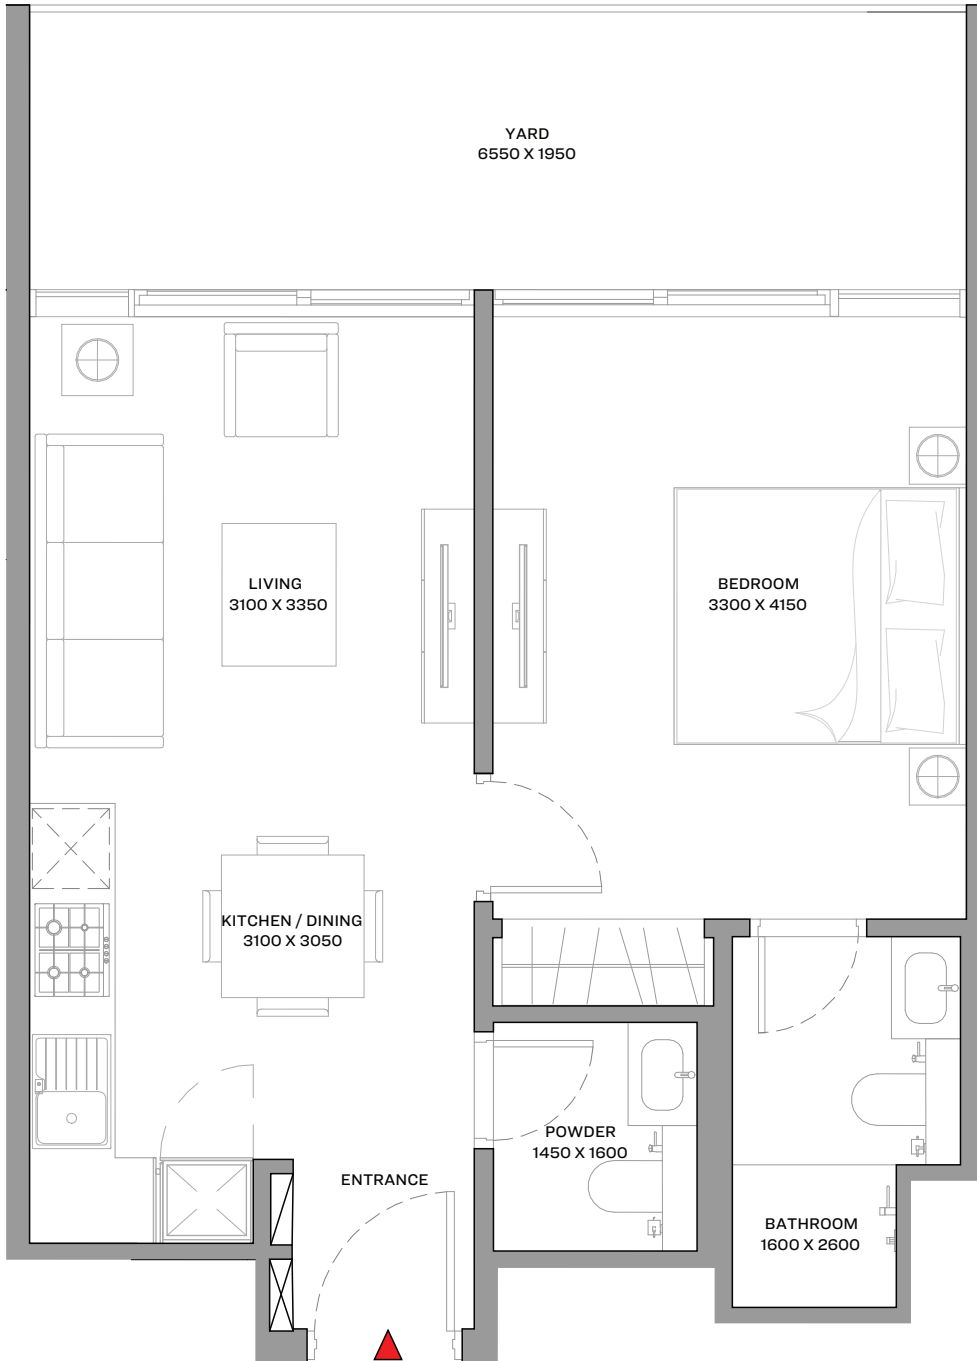 YARD
6550 X 1950
LIVING
3100 X 3350
BEDROOM
3300 X 4150
KITCHEN / DINING
3100 X 3050
POWDER
1450 X 1600
ENTRANCE
BATHROOM
1600 X 2600